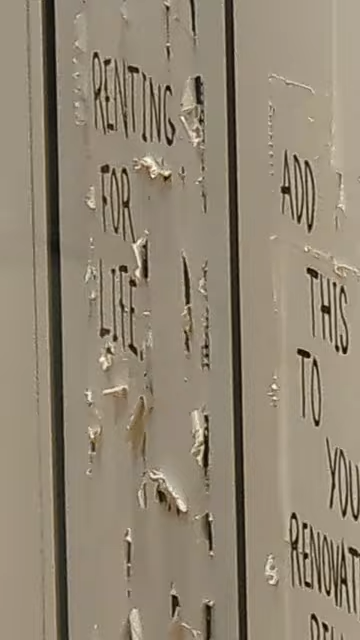 RENTING
FOR
LIFE.
ADD
THIS
TO
YOU
RENOVAT